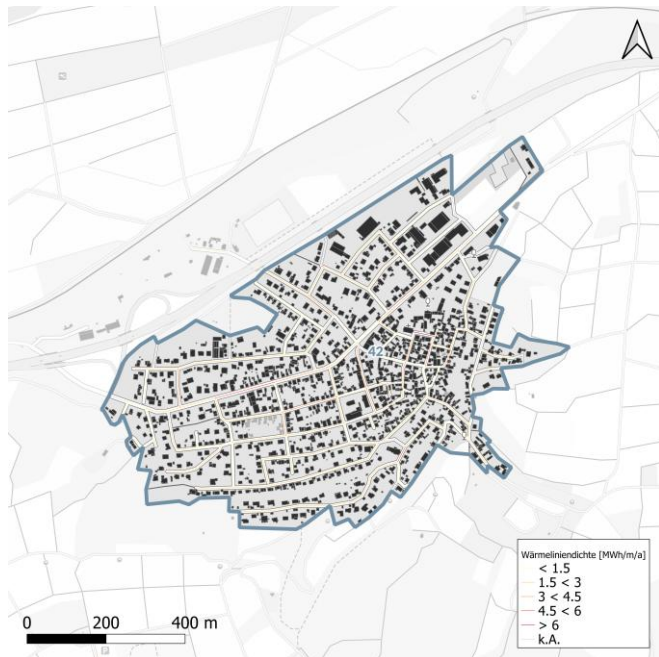 42
Wärmeliniendichte [MWh/m/a]
< 1.5
1.5 < 3
3 < 4.5
4.5 < 6
> 6
k.A.
0 200 400 m